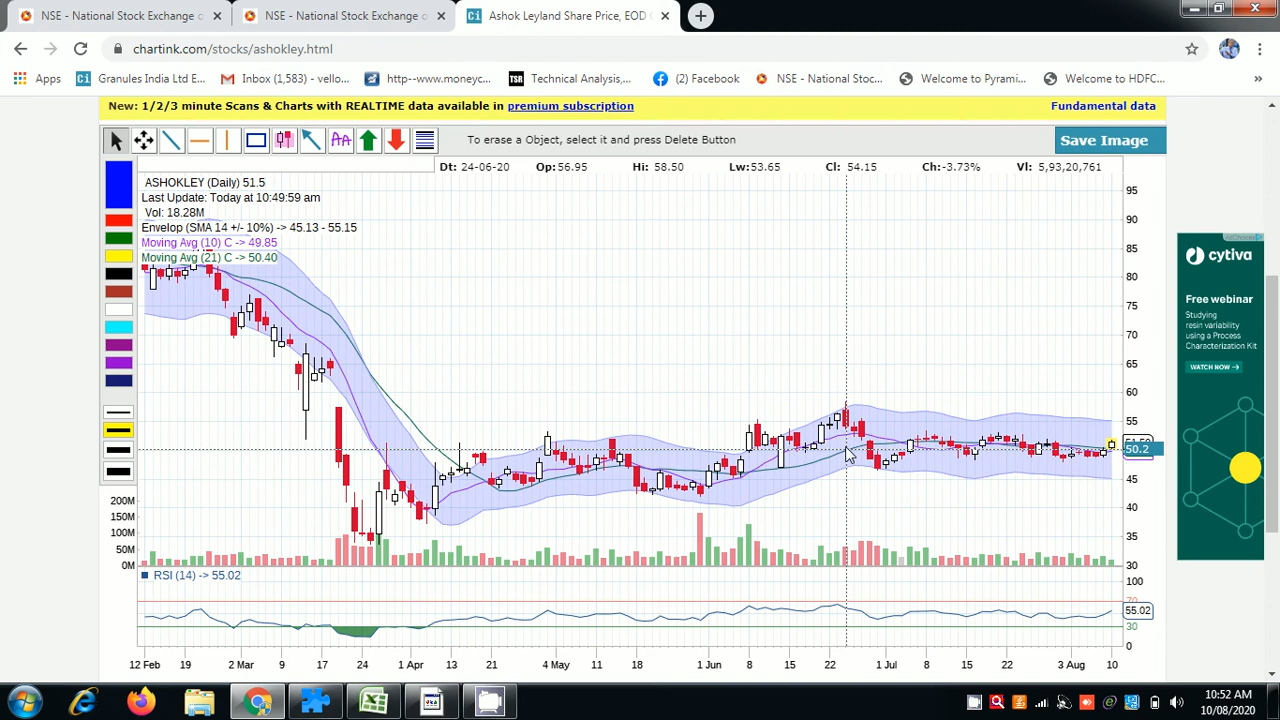 NSE - National Stock Exchange o
NSE - National Stock Exchange o
Ci Ashok Leyland Share Price, EOD
chartink.com/stocks/ashokley.html
Apps
Ci Granules India Ltd E...
Inbox (1,583) - vello...
http--www.moneyc...
TSR Technical Analysis,...
(2) Facebook
NSE - National Stoc...
Welcome to Pyrami...
Welcome to HDFC...
New: 1/2/3 minute Scans & Charts with REALTIME data available in premium subscription
Fundamental data
To erase a Object, select it and press Delete Button
Save Image
Dt: 24-06-20 Op:56.95 Hi: 58.50 Lw:53.65 Cl: 54.15 Ch:-3.73% Vl: 5,93,20,761
ASHOKLEY (Daily) 51.5
Last Update: Today at 10:49:59 am
Vol: 18.28M
Envelop (SMA 14 +/- 10%) -> 45.13 - 55.15
Moving Avg (10) C -> 49.85
Moving Avg (21) C -> 50.40
95
90
85
80
75
70
65
60
55
50.2
45
40
35
30
200M
150M
100M
50M
0M
RSI (14) -> 55.02
100
70
55.02
30
0
12 Feb 19 2 Mar 9 17 24 1 Apr 13 21 4 May 11 18 1 Jun 8 15 22 1 Jul 8 15 22 3 Aug 10
AdChoices
cytiva
Free webinar
Studying
resin variability
using a Process
Characterization Kit
WATCH NOW
10:52 AM
10/08/2020